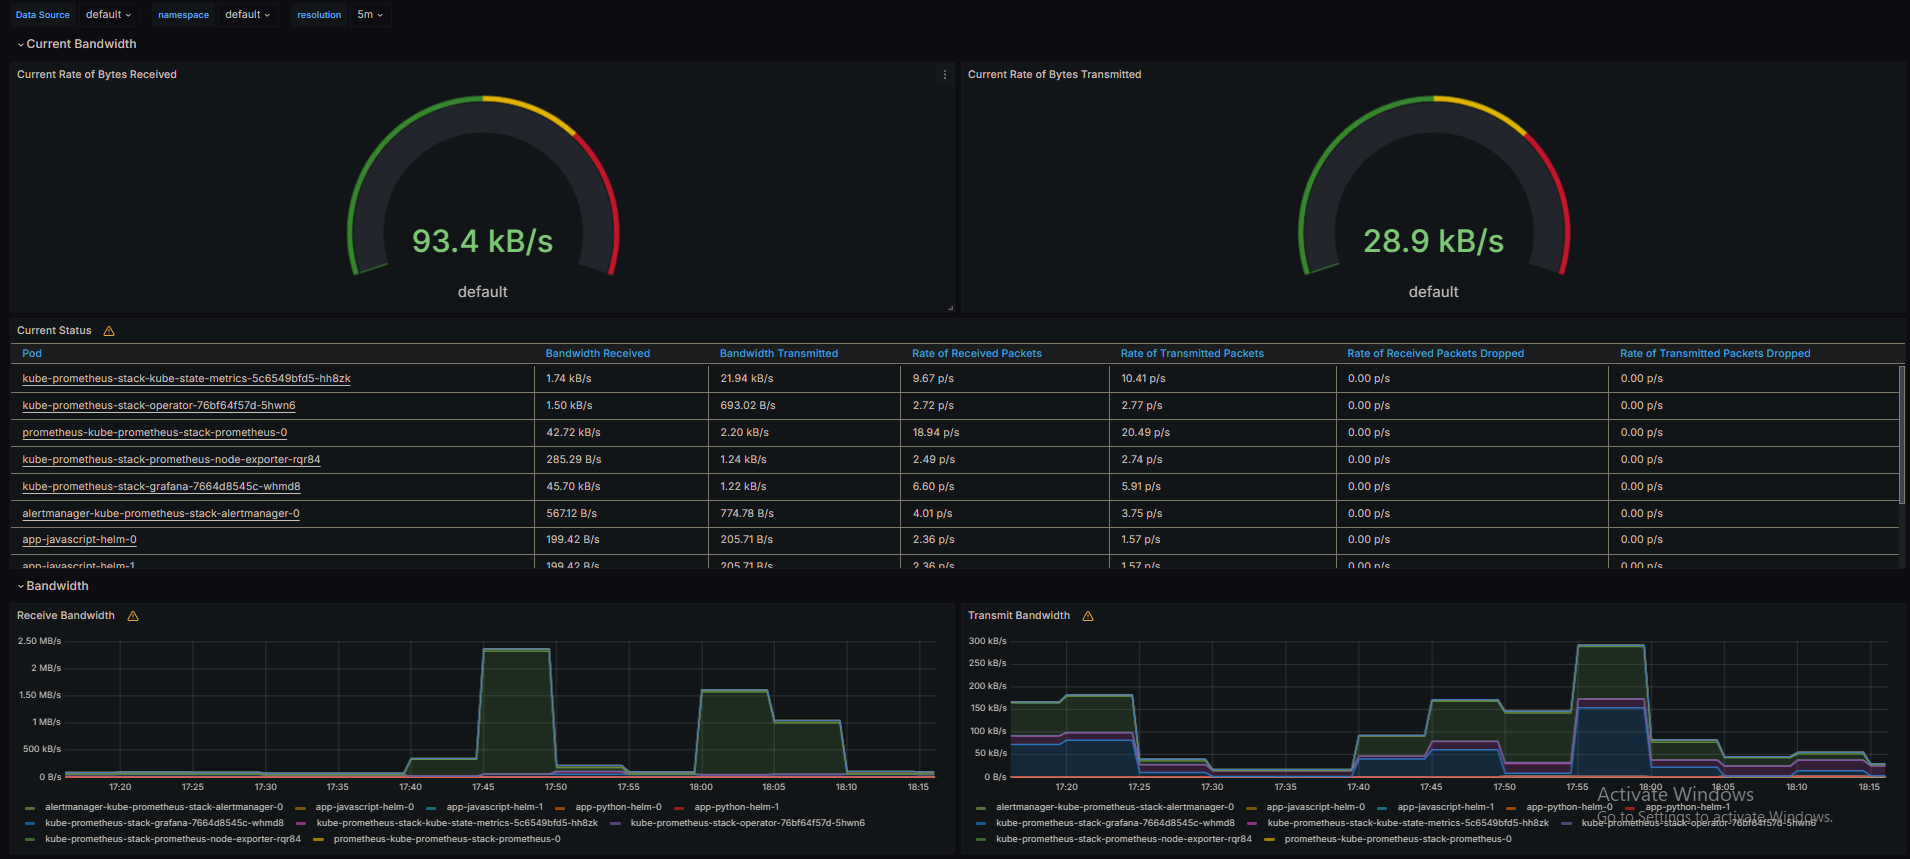 Data Source default namespace default resolution 5m
Current Bandwidth
Current Rate of Bytes Received
93.4 kB/s
default
Current Rate of Bytes Transmitted
28.9 kB/s
default
Current Status
Pod Bandwidth Received Bandwidth Transmitted Rate of Received Packets Rate of Transmitted Packets Rate of Received Packets Dropped Rate of Transmitted Packets Dropped
kube-prometheus-stack-kube-state-metrics-5c6549bfd5-hh8zk 1.74 kB/s 21.94 kB/s 9.67 p/s 10.41 p/s 0.00 p/s 0.00 p/s
kube-prometheus-stack-operator-76bf64f57d-5hwn6 1.50 kB/s 693.02 B/s 2.72 p/s 2.77 p/s 0.00 p/s 0.00 p/s
prometheus-kube-prometheus-stack-prometheus-0 42.72 kB/s 2.20 kB/s 18.94 p/s 20.49 p/s 0.00 p/s 0.00 p/s
kube-prometheus-stack-prometheus-node-exporter-rqr84 285.29 B/s 1.24 kB/s 2.49 p/s 2.74 p/s 0.00 p/s 0.00 p/s
kube-prometheus-stack-grafana-7664d8545c-whmd8 45.70 kB/s 1.22 kB/s 6.60 p/s 5.91 p/s 0.00 p/s 0.00 p/s
alertmanager-kube-prometheus-stack-alertmanager-0 567.12 B/s 774.78 B/s 4.01 p/s 3.75 p/s 0.00 p/s 0.00 p/s
app-javascript-helm-0 199.42 B/s 205.71 B/s 2.36 p/s 1.57 p/s 0.00 p/s 0.00 p/s
app-javascript-helm-1 199.42 B/s 205.71 B/s 2.36 p/s 1.57 p/s 0.00 p/s 0.00 p/s
Bandwidth
Receive Bandwidth
2.50 MB/s
2 MB/s
1.50 MB/s
1 MB/s
500 kB/s
0 B/s
17:20 17:25 17:30 17:35 17:40 17:45 17:50 17:55 18:00 18:05 18:10 18:15
alertmanager-kube-prometheus-stack-alertmanager-0 app-javascript-helm-0 app-javascript-helm-1 app-python-helm-0 app-python-helm-1
kube-prometheus-stack-grafana-7664d8545c-whmd8 kube-prometheus-stack-kube-state-metrics-5c6549bfd5-hh8zk kube-prometheus-stack-operator-76bf64f57d-5hwn6
kube-prometheus-stack-prometheus-node-exporter-rqr84 prometheus-kube-prometheus-stack-prometheus-0
Transmit Bandwidth
300 kB/s
250 kB/s
200 kB/s
150 kB/s
100 kB/s
50 kB/s
0 B/s
17:20 17:25 17:30 17:35 17:40 17:45 17:50 17:55 18:00 18:05 18:10 18:15
alertmanager-kube-prometheus-stack-alertmanager-0 app-javascript-helm-0 app-javascript-helm-1 app-python-helm-0 app-python-helm-1
kube-prometheus-stack-grafana-7664d8545c-whmd8 kube-prometheus-stack-kube-state-metrics-5c6549bfd5-hh8zk kube-prometheus-stack-operator-76bf64f57d-5hwn6
kube-prometheus-stack-prometheus-node-exporter-rqr84 prometheus-kube-prometheus-stack-prometheus-0
Activate Windows
Go to Settings to activate Windows.